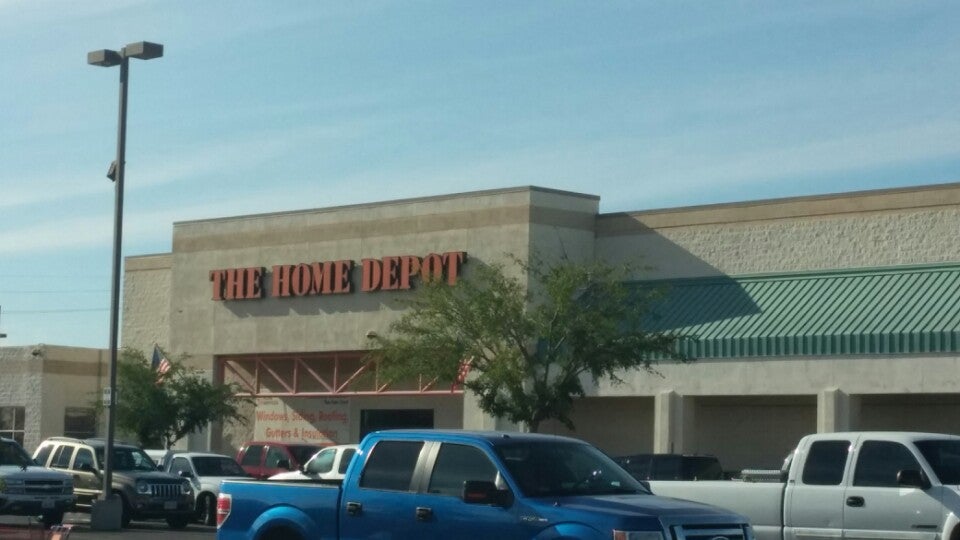 THE HOME DEPOT
Windows, Siding, Roofing,
Gutters & Insulation